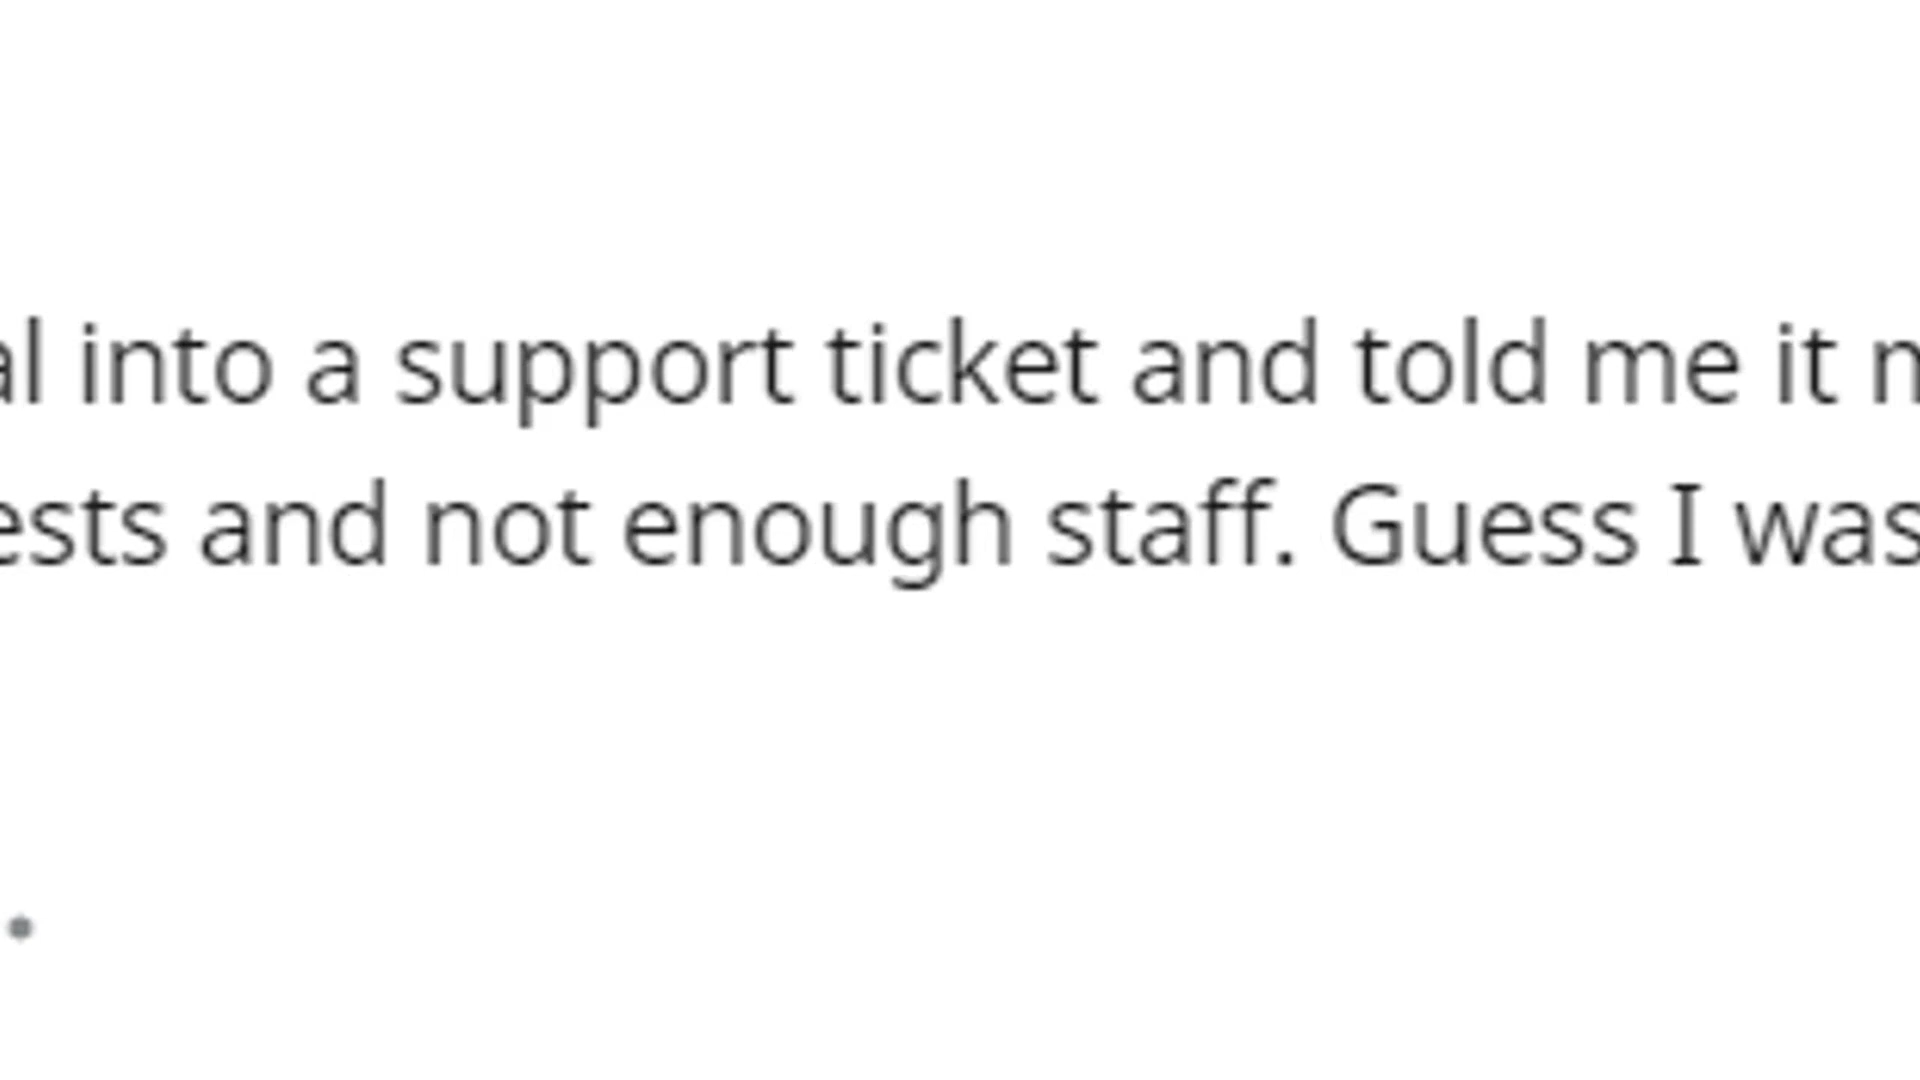 al into a support ticket and told me it
ests and not enough staff. Guess I was